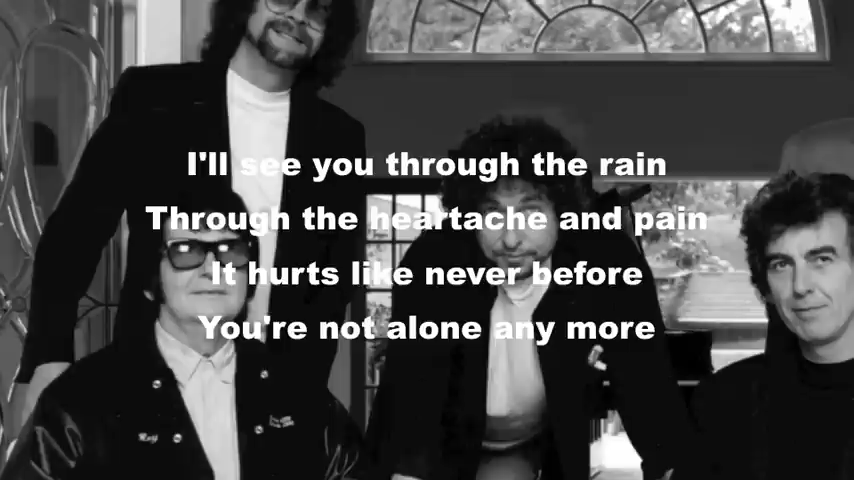 I'll see you through the rain
Through the heartache and pain
It hurts like never before
You're not alone any more
Roy